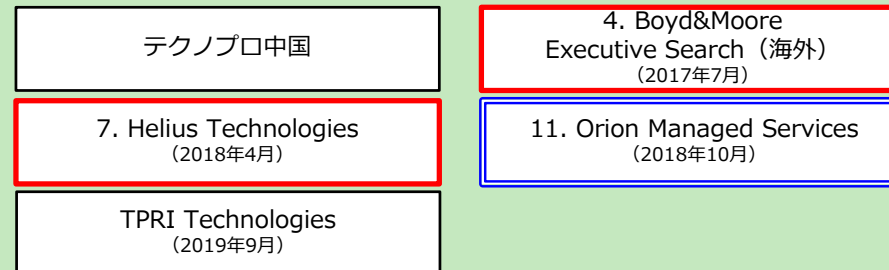 テクノプロ中国
4. Boyd&Moore
Executive Search（海外）
（2017年7月）
7. Helius Technologies
（2018年4月）
11. Orion Managed Services
（2018年10月）
TPRI Technologies
（2019年9月）